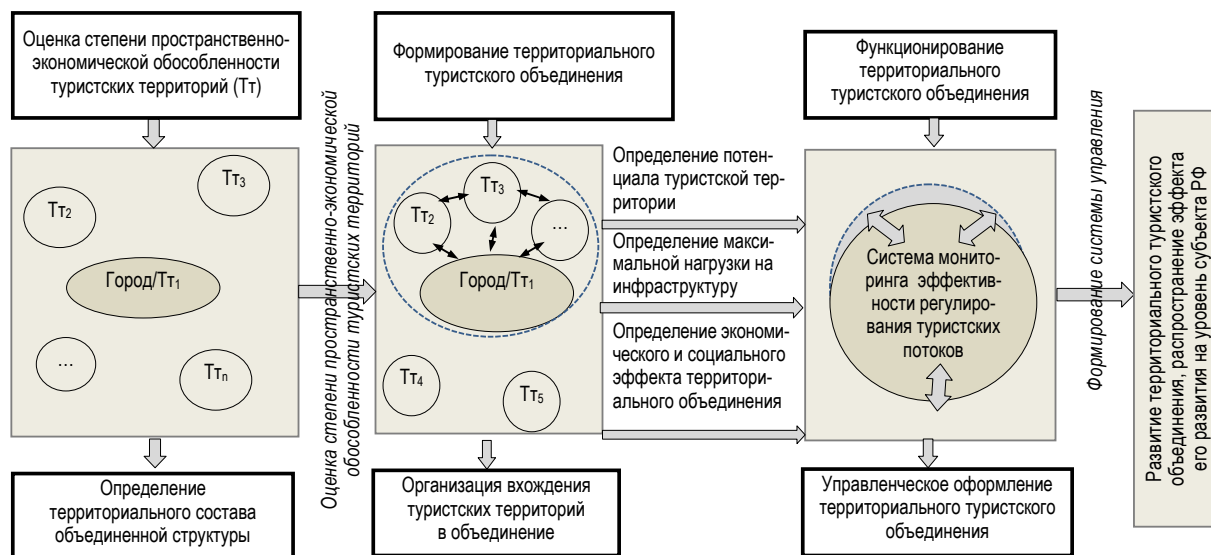 Оценка степени пространственно-
экономической обособленности
туристских территорий (Тт)
Тт2
Тт3
Город/Тт1
...
Ттn
Определение
территориального состава
объединенной структуры
Оценка степени пространственно-экономической
обособленности туристских территорий
Формирование территориального
туристского объединения
Тт3
Тт2
...
Город/Тт1
Тт4
Тт5
Организация вхождения
туристских территорий
в объединение
Определение потен-
циала туристской тер-
ритории
Определение макси-
мальной нагрузки на
инфраструктуру
Определение экономи-
ческого и социального
эффекта территори-
ального объединения
Функционирование
территориального
туристского объединения
Система монито-
ринга эффектив-
ности регулиро-
вания туристских
потоков
Управленческое оформление
территориального туристского
объединения
Формирование системы управления
Развитие территориального туристского
объединения, распространение эффекта
его развития на уровень субъекта РФ